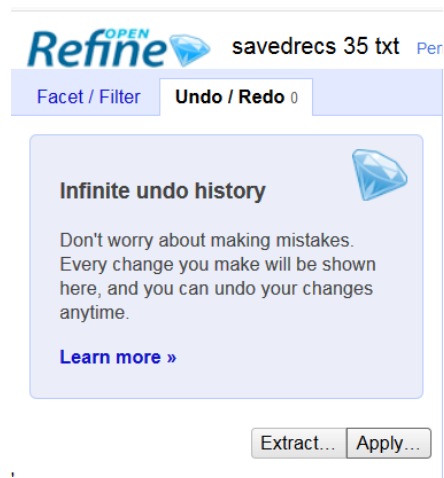 OPEN
Refine savedrecs 35 txt Per
Facet / Filter Undo / Redo 0
Infinite undo history
Don't worry about making mistakes.
Every change you make will be shown
here, and you can undo your changes
anytime.
Learn more »
Extract... Apply...